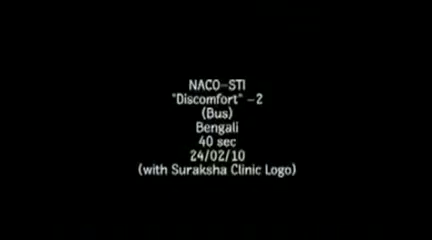 NACO-STI
"Discomfort" -2
(Bus)
Bengali
40 sec
24/02/10
(with Suraksha Clinic Logo)